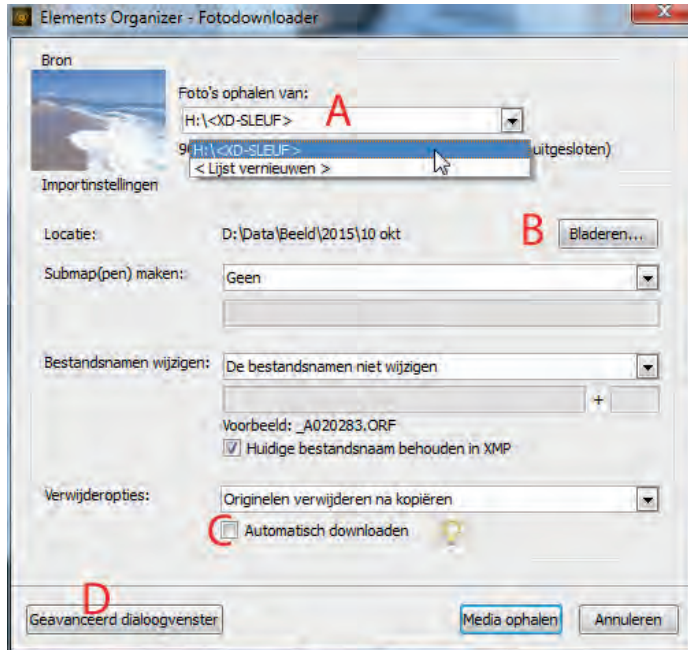 Elements Organizer - Fotodownloader
Bron
Foto's ophalen van:
A
H:\<XD-SLEUF>
H:\<XD-SLEUF>
uitgesloten)
< Lijst vernieuwen >
Importinstellingen
Locatie:
D:\Data\Beeld\2015\10 okt
B
Bladeren...
Submap(pen) maken:
Geen
Bestandsnamen wijzigen:
De bestandsnamen niet wijzigen
+
Voorbeeld: _A020283.ORF
Huidige bestandsnaam behouden in XMP
Verwijderopties:
Originelen verwijderen na kopiëren
C
Automatisch downloaden
D
Geavanceerd dialoogvenster
Media ophalen
Annuleren